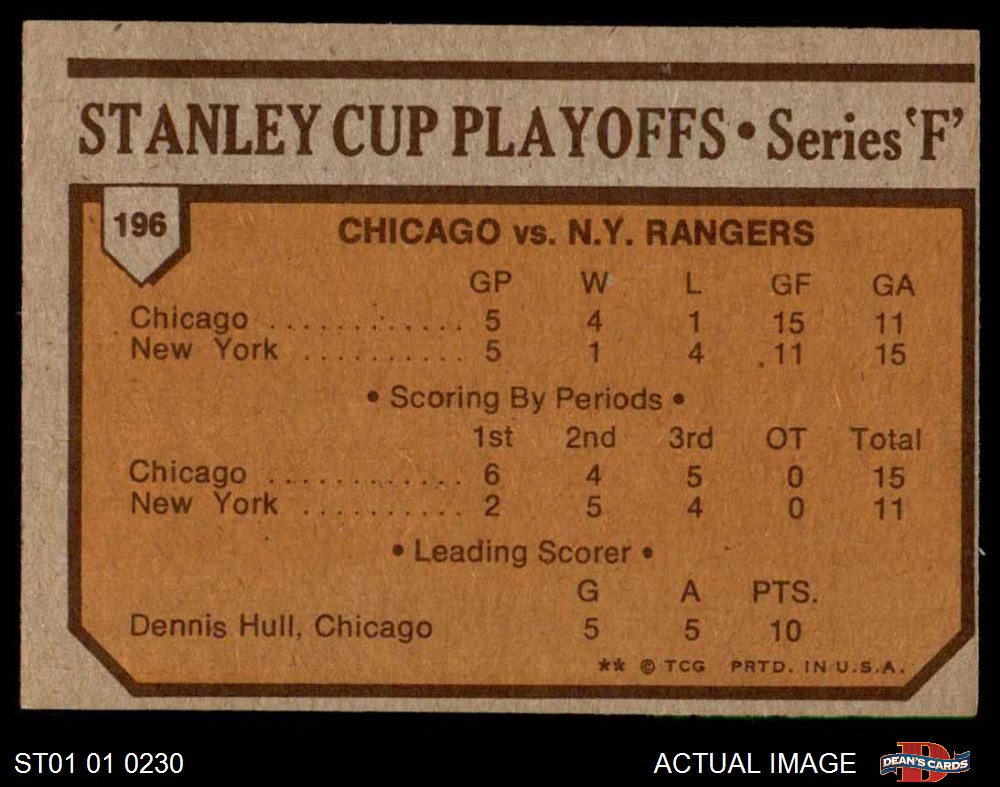 STANLEY CUP PLAYOFFS • Series 'F'
196
CHICAGO vs. N.Y. RANGERS
GP W L GF GA
Chicago ............ 5 4 1 15 11
New York .......... 5 1 4 11 15
• Scoring By Periods •
1st 2nd 3rd OT Total
Chicago ............ 6 4 5 0 15
New York .......... 2 5 4 0 11
• Leading Scorer •
G A PTS.
Dennis Hull, Chicago 5 5 10
** © TCG PRTD. IN U.S.A.
ST01 01 0230 ACTUAL IMAGE DEAN'S CARDS